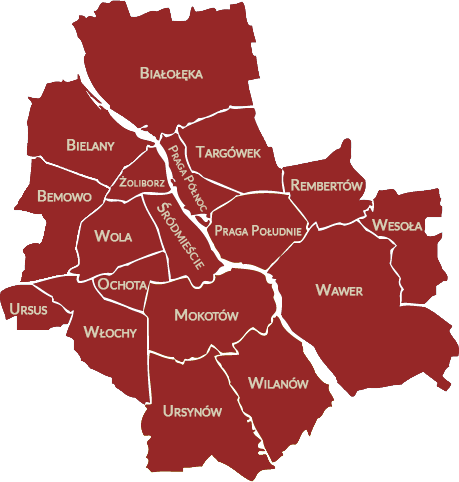 Białołęka
Bielany
Praga Północ
Targówek
Żoliborz
Rembertów
Bemowo
Śródmieście
Wesoła
Praga Południe
Wola
Ochota
Wawer
Ursus
Mokotów
Włochy
Wilanów
Ursynów